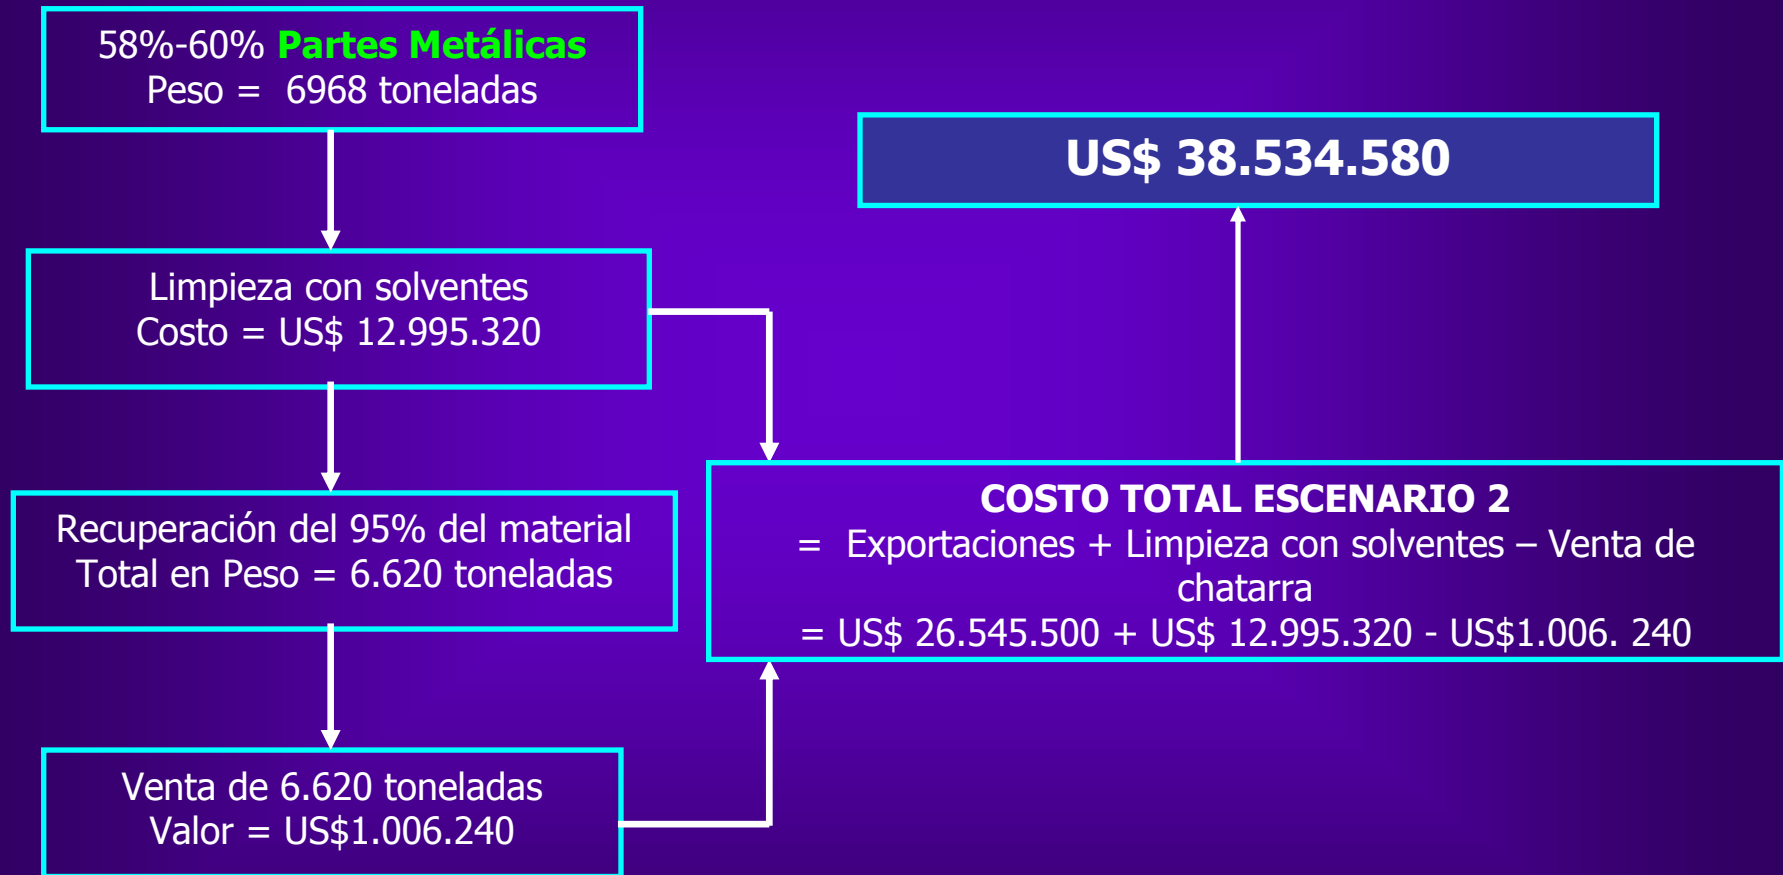 58%-60% Partes Metálicas
Peso = 6968 toneladas
US$ 38.534.580
Limpieza con solventes
Costo = US$ 12.995.320
Recuperación del 95% del material
Total en Peso = 6.620 toneladas
COSTO TOTAL ESCENARIO 2
= Exportaciones + Limpieza con solventes – Venta de
chatarra
= US$ 26.545.500 + US$ 12.995.320 - US$1.006. 240
Venta de 6.620 toneladas
Valor = US$1.006.240